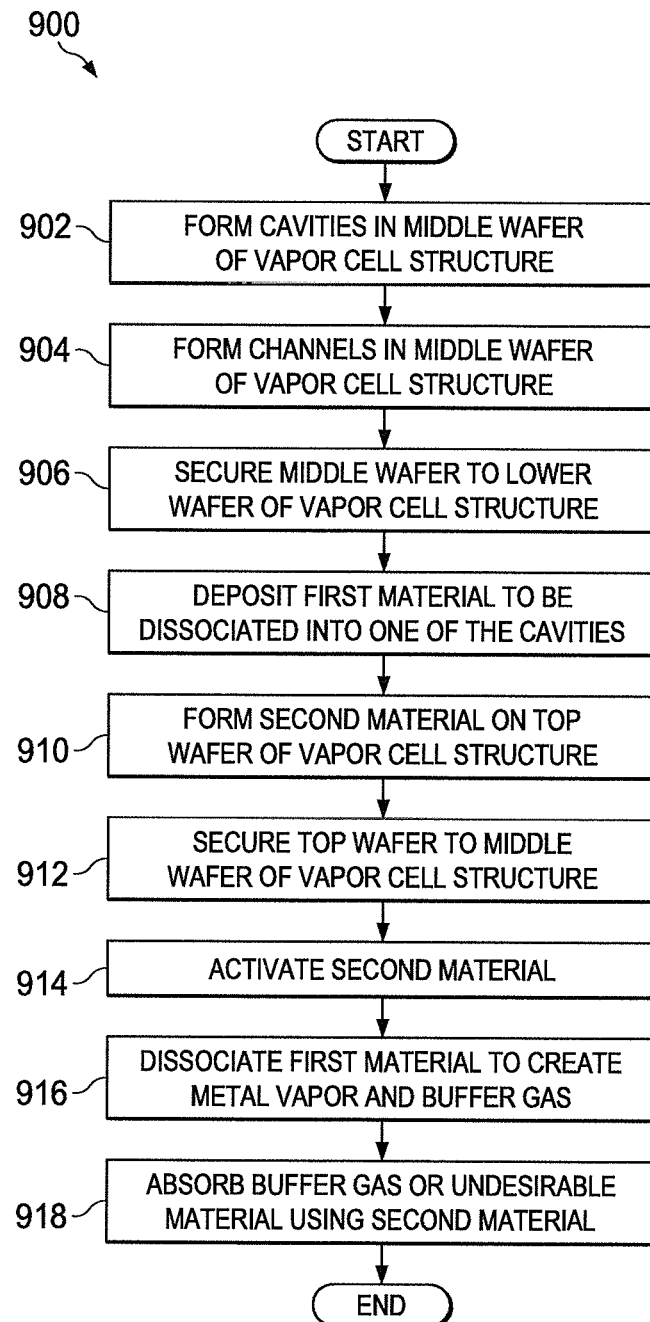 900
START
902
FORM CAVITIES IN MIDDLE WAFER
OF VAPOR CELL STRUCTURE
904
FORM CHANNELS IN MIDDLE WAFER
OF VAPOR CELL STRUCTURE
906
SECURE MIDDLE WAFER TO LOWER
WAFER OF VAPOR CELL STRUCTURE
908
DEPOSIT FIRST MATERIAL TO BE
DISSOCIATED INTO ONE OF THE CAVITIES
910
FORM SECOND MATERIAL ON TOP
WAFER OF VAPOR CELL STRUCTURE
912
SECURE TOP WAFER TO MIDDLE
WAFER OF VAPOR CELL STRUCTURE
914
ACTIVATE SECOND MATERIAL
916
DISSOCIATE FIRST MATERIAL TO CREATE
METAL VAPOR AND BUFFER GAS
918
ABSORB BUFFER GAS OR UNDESIRABLE
MATERIAL USING SECOND MATERIAL
END